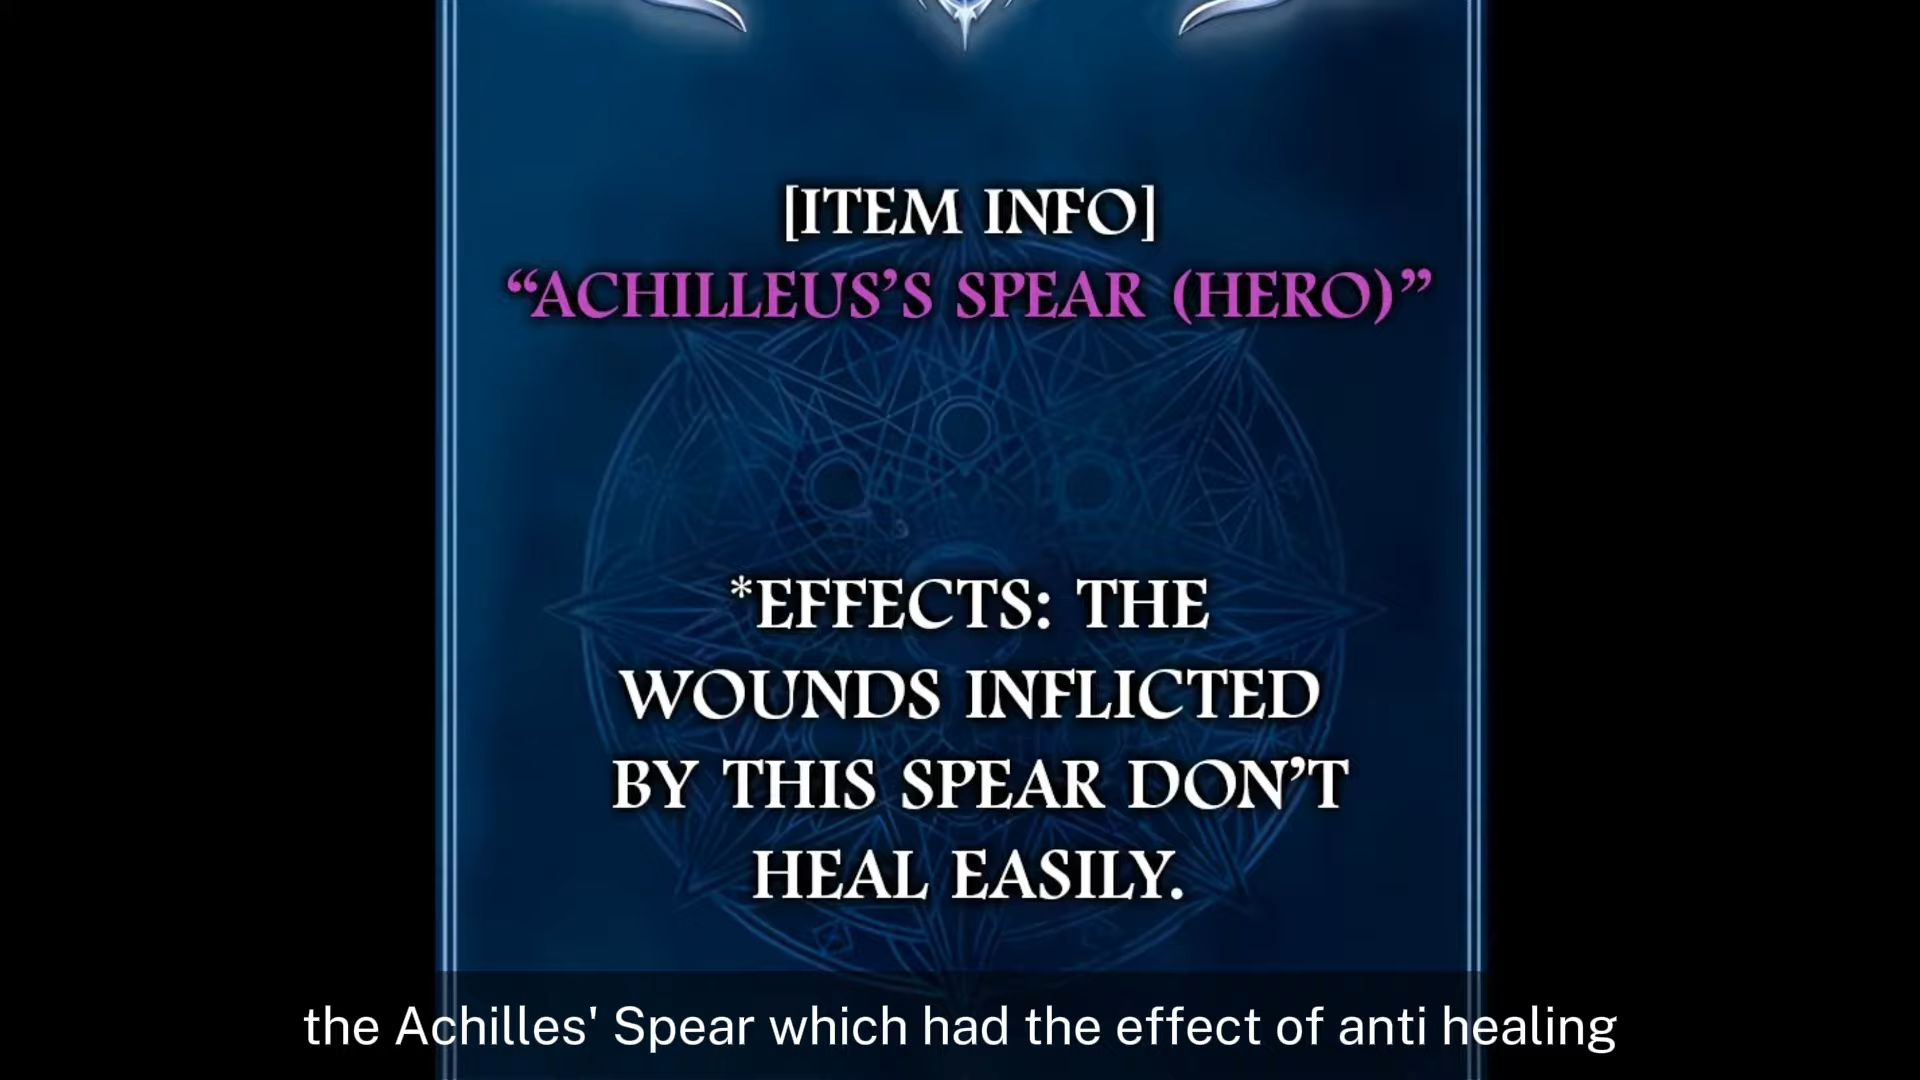 [ITEM INFO]
“ACHILLEUS’S SPEAR (HERO)”
*EFFECTS: THE
WOUNDS INFLICTED
BY THIS SPEAR DON’T
HEAL EASILY.
the Achilles' Spear which had the effect of anti healing